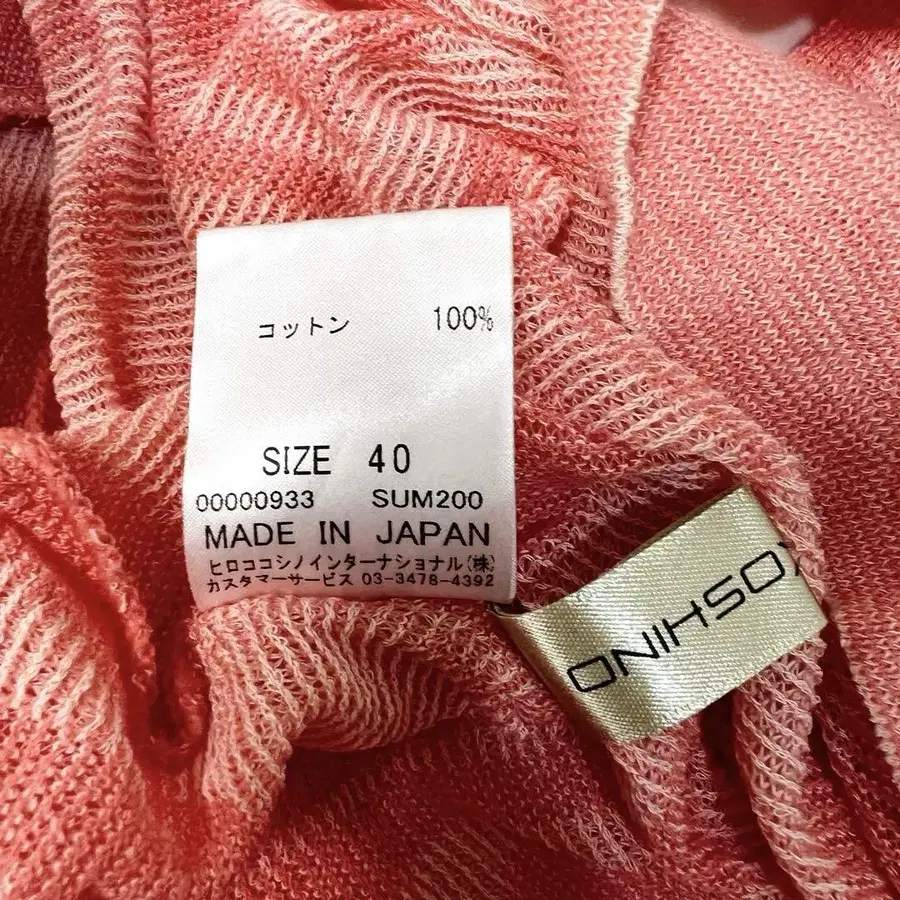 コットン 100%
SIZE 40
00000933 SUM200
MADE IN JAPAN
ヒロココシノインターナショナル(株)
カスタマーサービス 03-3478-4392
OSHINO